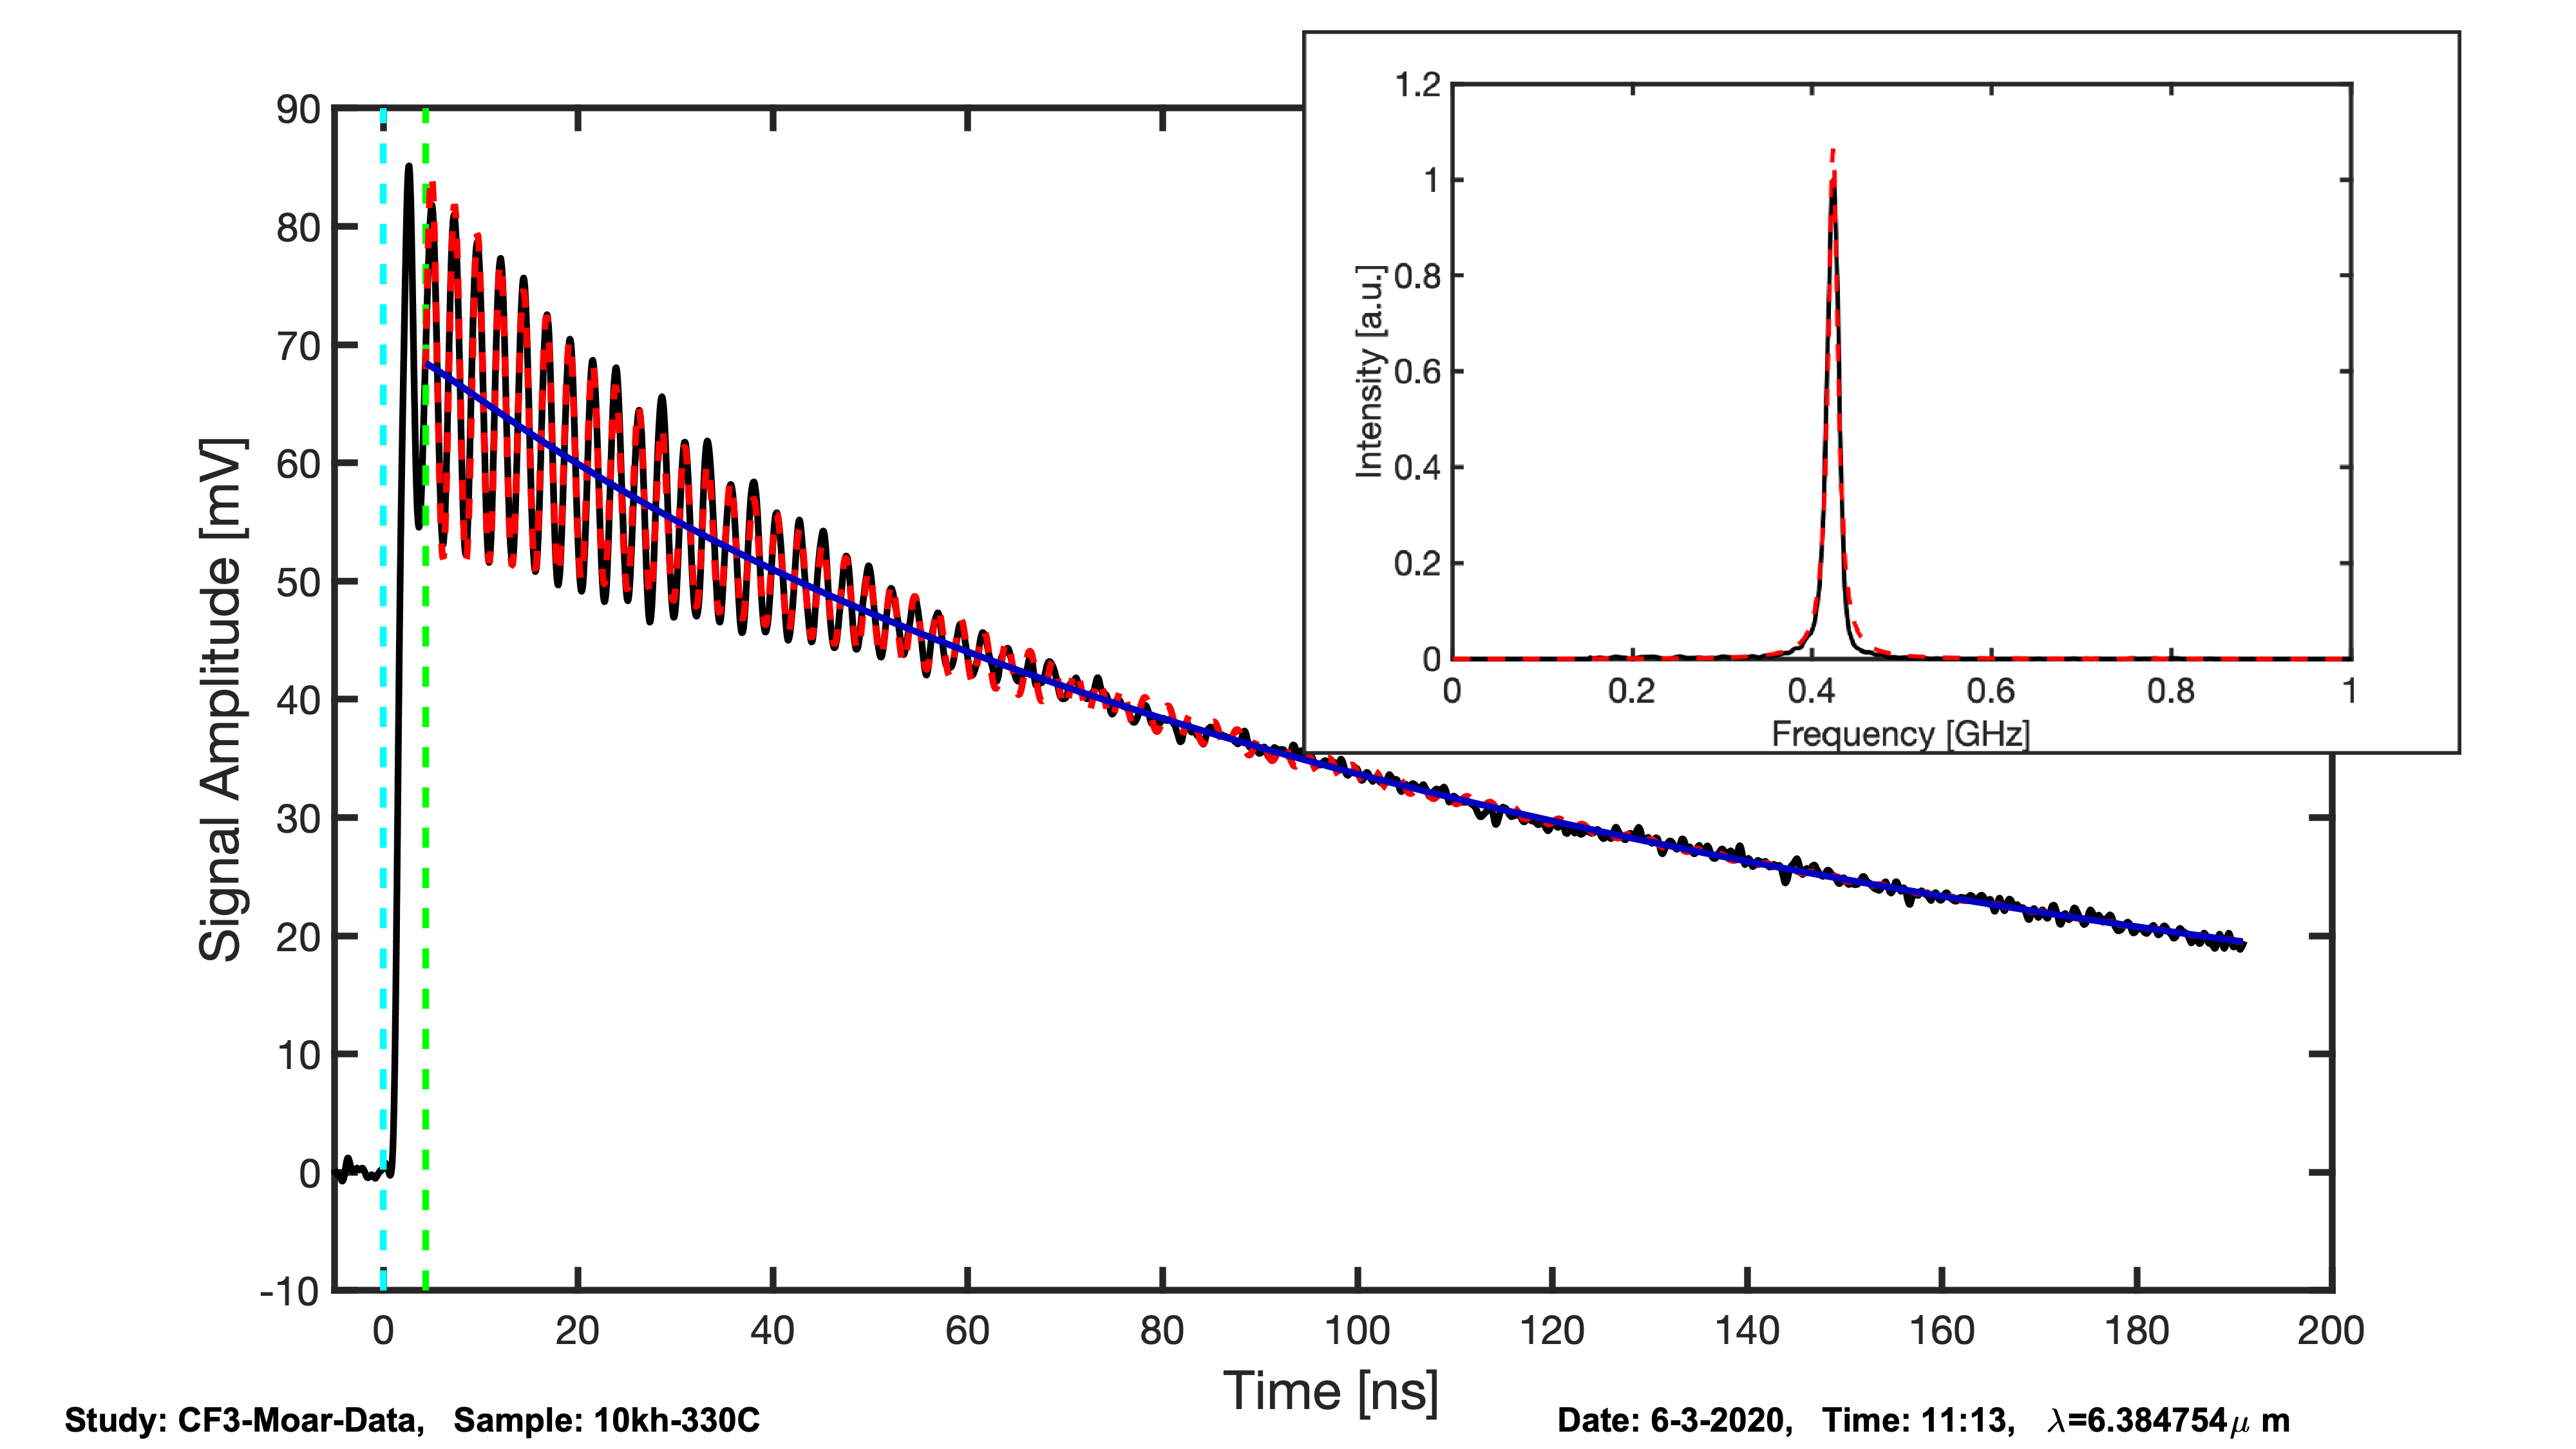 90
80
70
60
50
40
30
20
10
0
-10
Signal Amplitude [mV]
0 20 40 60 80 100 120 140 160 180 200
Time [ns]
1.2
1
0.8
0.6
0.4
0.2
0
Intensity [a.u.]
0 0.2 0.4 0.6 0.8 1
Frequency [GHz]
Study: CF3-Moar-Data, Sample: 10kh-330C
Date: 6-3-2020, Time: 11:13, λ=6.384754μ m